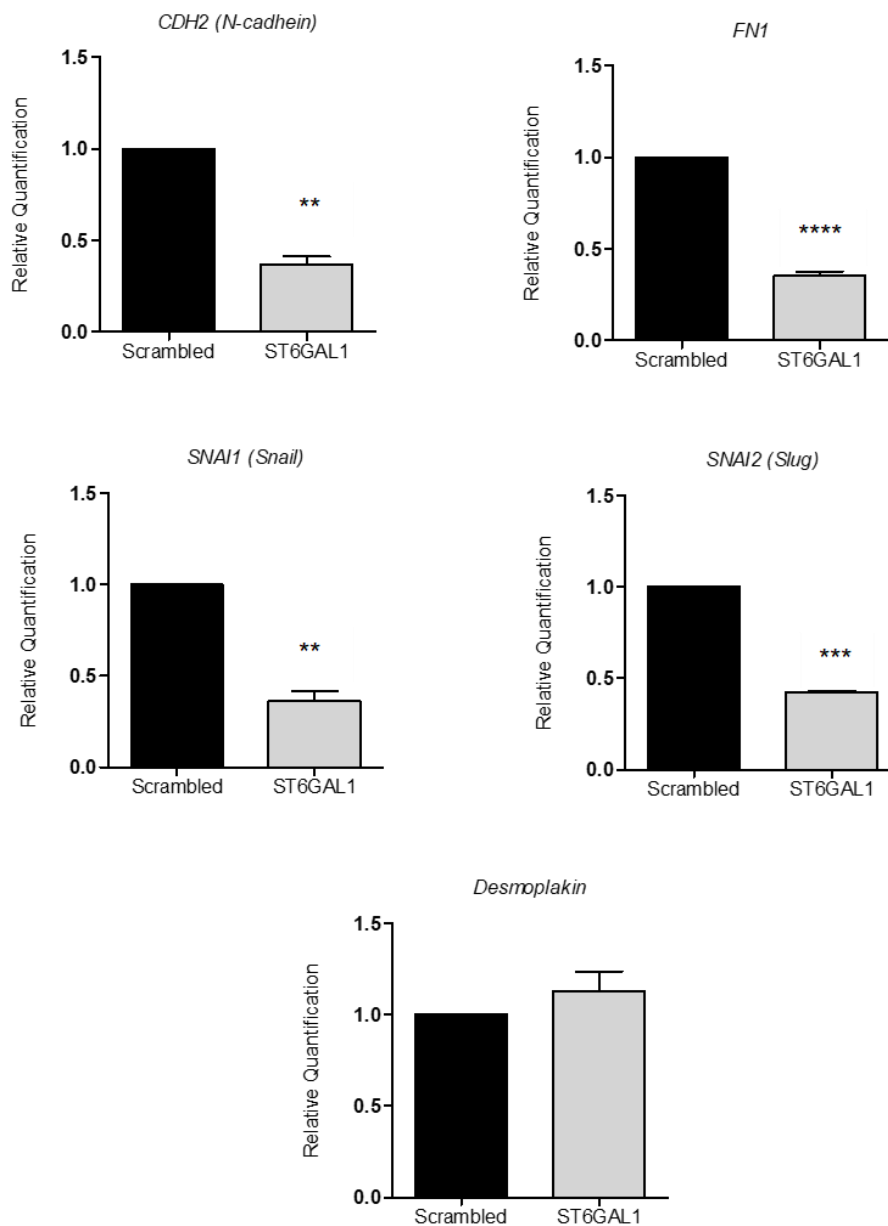 CDH2 (N-cadhein)
Relative Quantification
1.5
1.0
0.5
0.0
**
Scrambled ST6GAL1
FN1
Relative Quantification
1.5
1.0
0.5
0.0
****
Scrambled ST6GAL1
SNAI1 (Snail)
Relative Quantification
1.5
1.0
0.5
0.0
**
Scrambled ST6GAL1
SNAI2 (Slug)
Relative Quantification
1.5
1.0
0.5
0.0
***
Scrambled ST6GAL1
Desmoplakin
Relative Quantification
1.5
1.0
0.5
0.0
Scrambled ST6GAL1